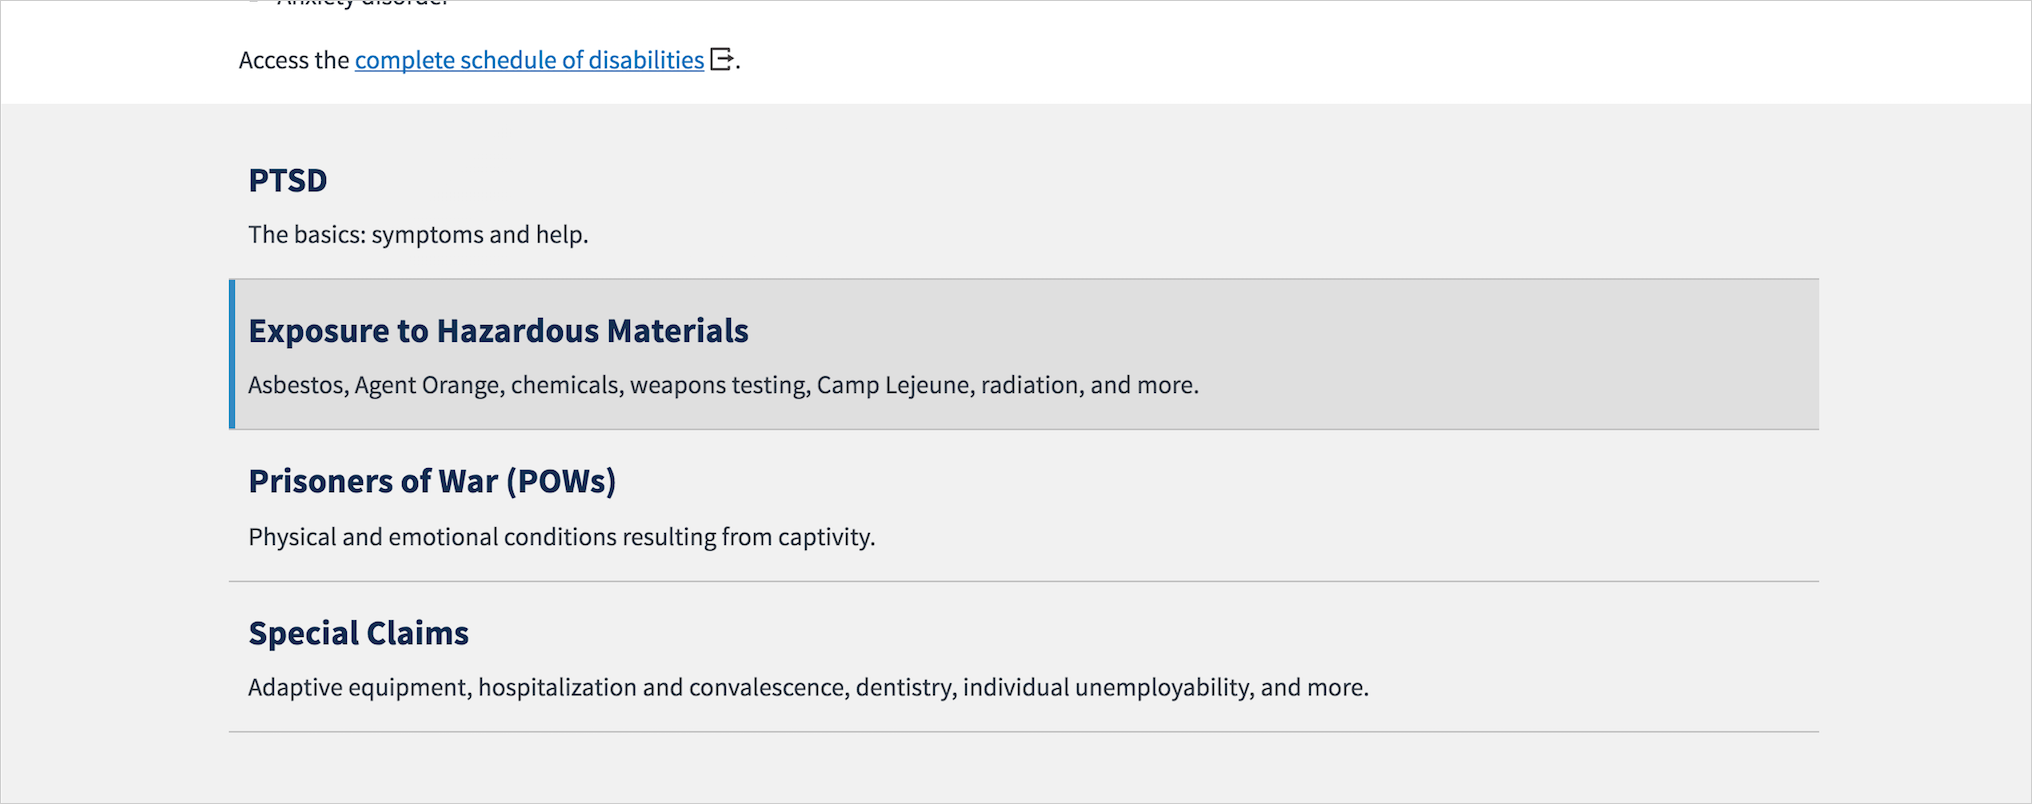 Anxiety disorder
Access the complete schedule of disabilities.
PTSD
The basics: symptoms and help.
Exposure to Hazardous Materials
Asbestos, Agent Orange, chemicals, weapons testing, Camp Lejeune, radiation, and more.
Prisoners of War (POWs)
Physical and emotional conditions resulting from captivity.
Special Claims
Adaptive equipment, hospitalization and convalescence, dentistry, individual unemployability, and more.